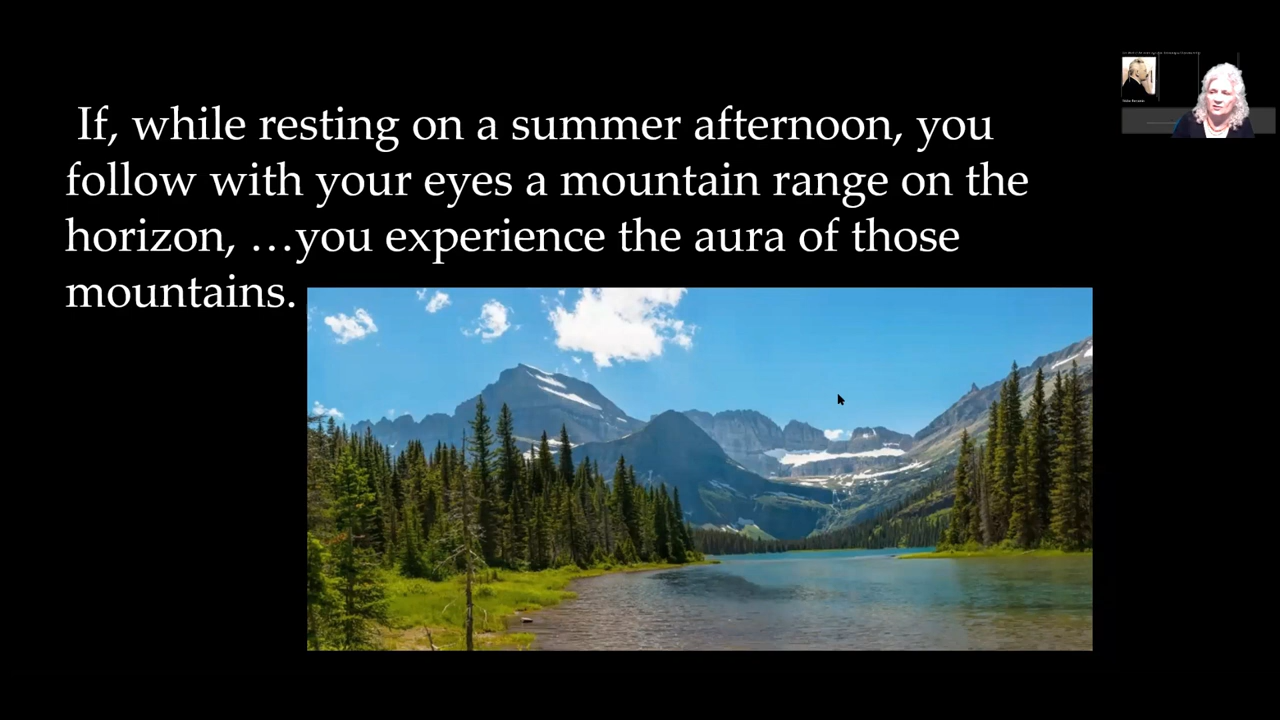 If, while resting on a summer afternoon, you
follow with your eyes a mountain range on the
horizon, …you experience the aura of those
mountains.